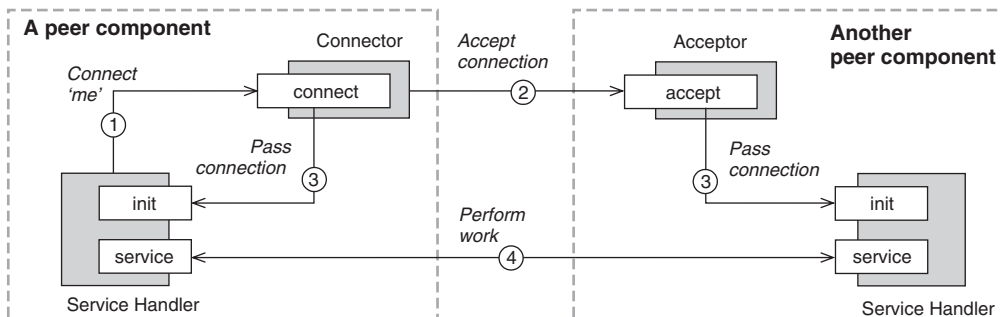 A peer component
Connector
Accept
connection
Acceptor
Another
peer component
Connect
'me'
connect
2
accept
1
Pass
connection
3
Pass
connection
3
init
init
Perform
work
service
4
service
Service Handler
Service Handler